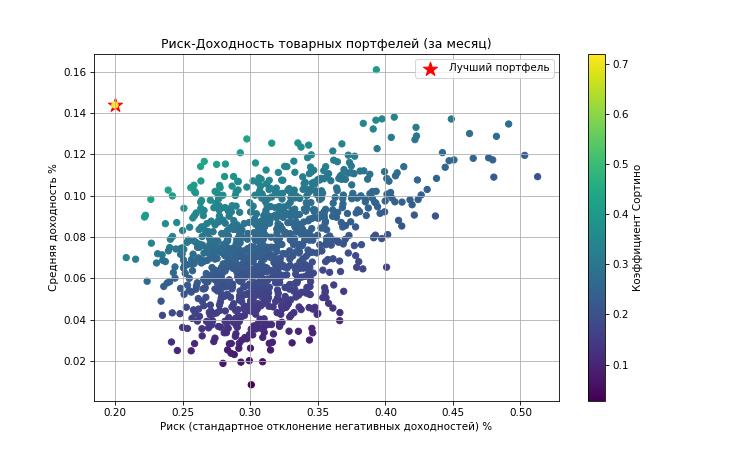 Риск-Доходность товарных портфелей (за месяц)
Лучший портфель
Средняя доходность %
0.16
0.14
0.12
0.10
0.08
0.06
0.04
0.02
0.20 0.25 0.30 0.35 0.40 0.45 0.50
Риск (стандартное отклонение негативных доходностей) %
0.7
0.6
0.5
0.4
0.3
0.2
0.1
Коэффициент Сортино